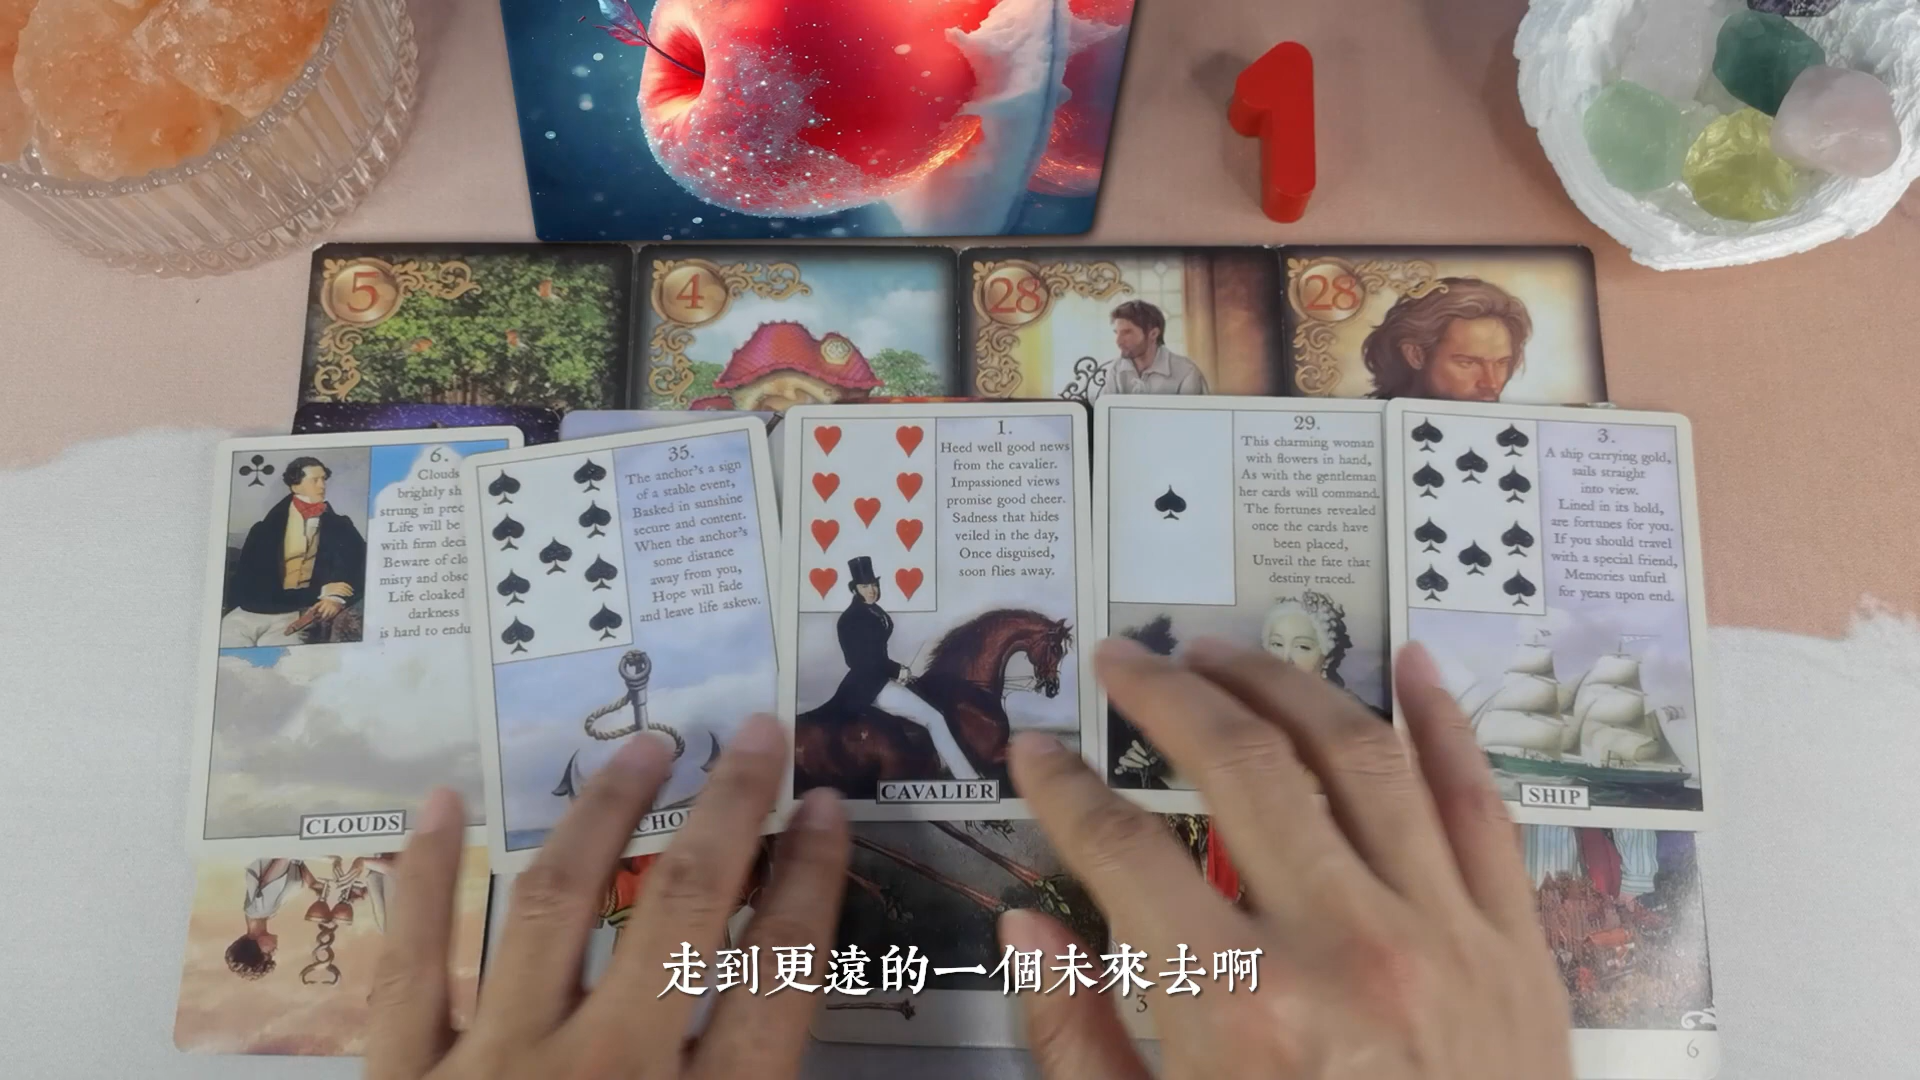 1
5
4
28
28
6.
Clouds
brightly sh
strung in prec
Life will be
with firm deci
Beware of clo
misty and obsc
Life cloaked
darkness
is hard to endu
CLOUDS
35.
The anchor's a sign
of a stable event,
Basked in sunshine
secure and content.
When the anchor's
some distance
away from you,
Hope will fade
and leave life askew.
CHO
1.
Heed well good news
from the cavalier.
Impassioned views
promise good cheer.
Sadness that hides
veiled in the day,
Once disguised,
soon flies away.
CAVALIER
29.
This charming woman
with flowers in hand,
As with the gentleman
her cards will command.
The fortunes revealed
once the cards have
been placed,
Unveil the fate that
destiny traced.
3.
A ship carrying gold,
sails straight
into view.
Lined in its hold,
are fortunes for you.
If you should travel
with a special friend,
Memories unfurl
for years upon end.
SHIP
走到更遠的一個未來去啊
3
6